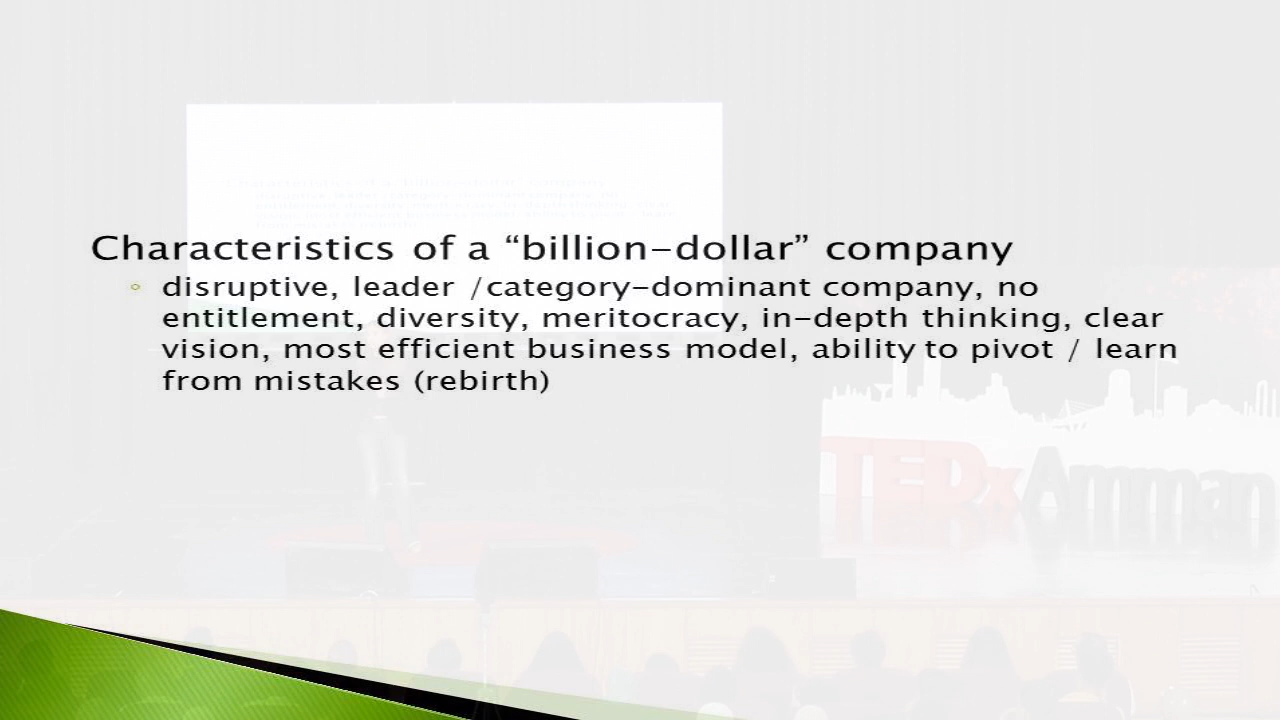 Characteristics of a “billion-dollar” company
disruptive, leader /category-dominant company, no
entitlement, diversity, meritocracy, in-depth thinking, clear
vision, most efficient business model, ability to pivot / learn
from mistakes (rebirth)
TEDxAmman